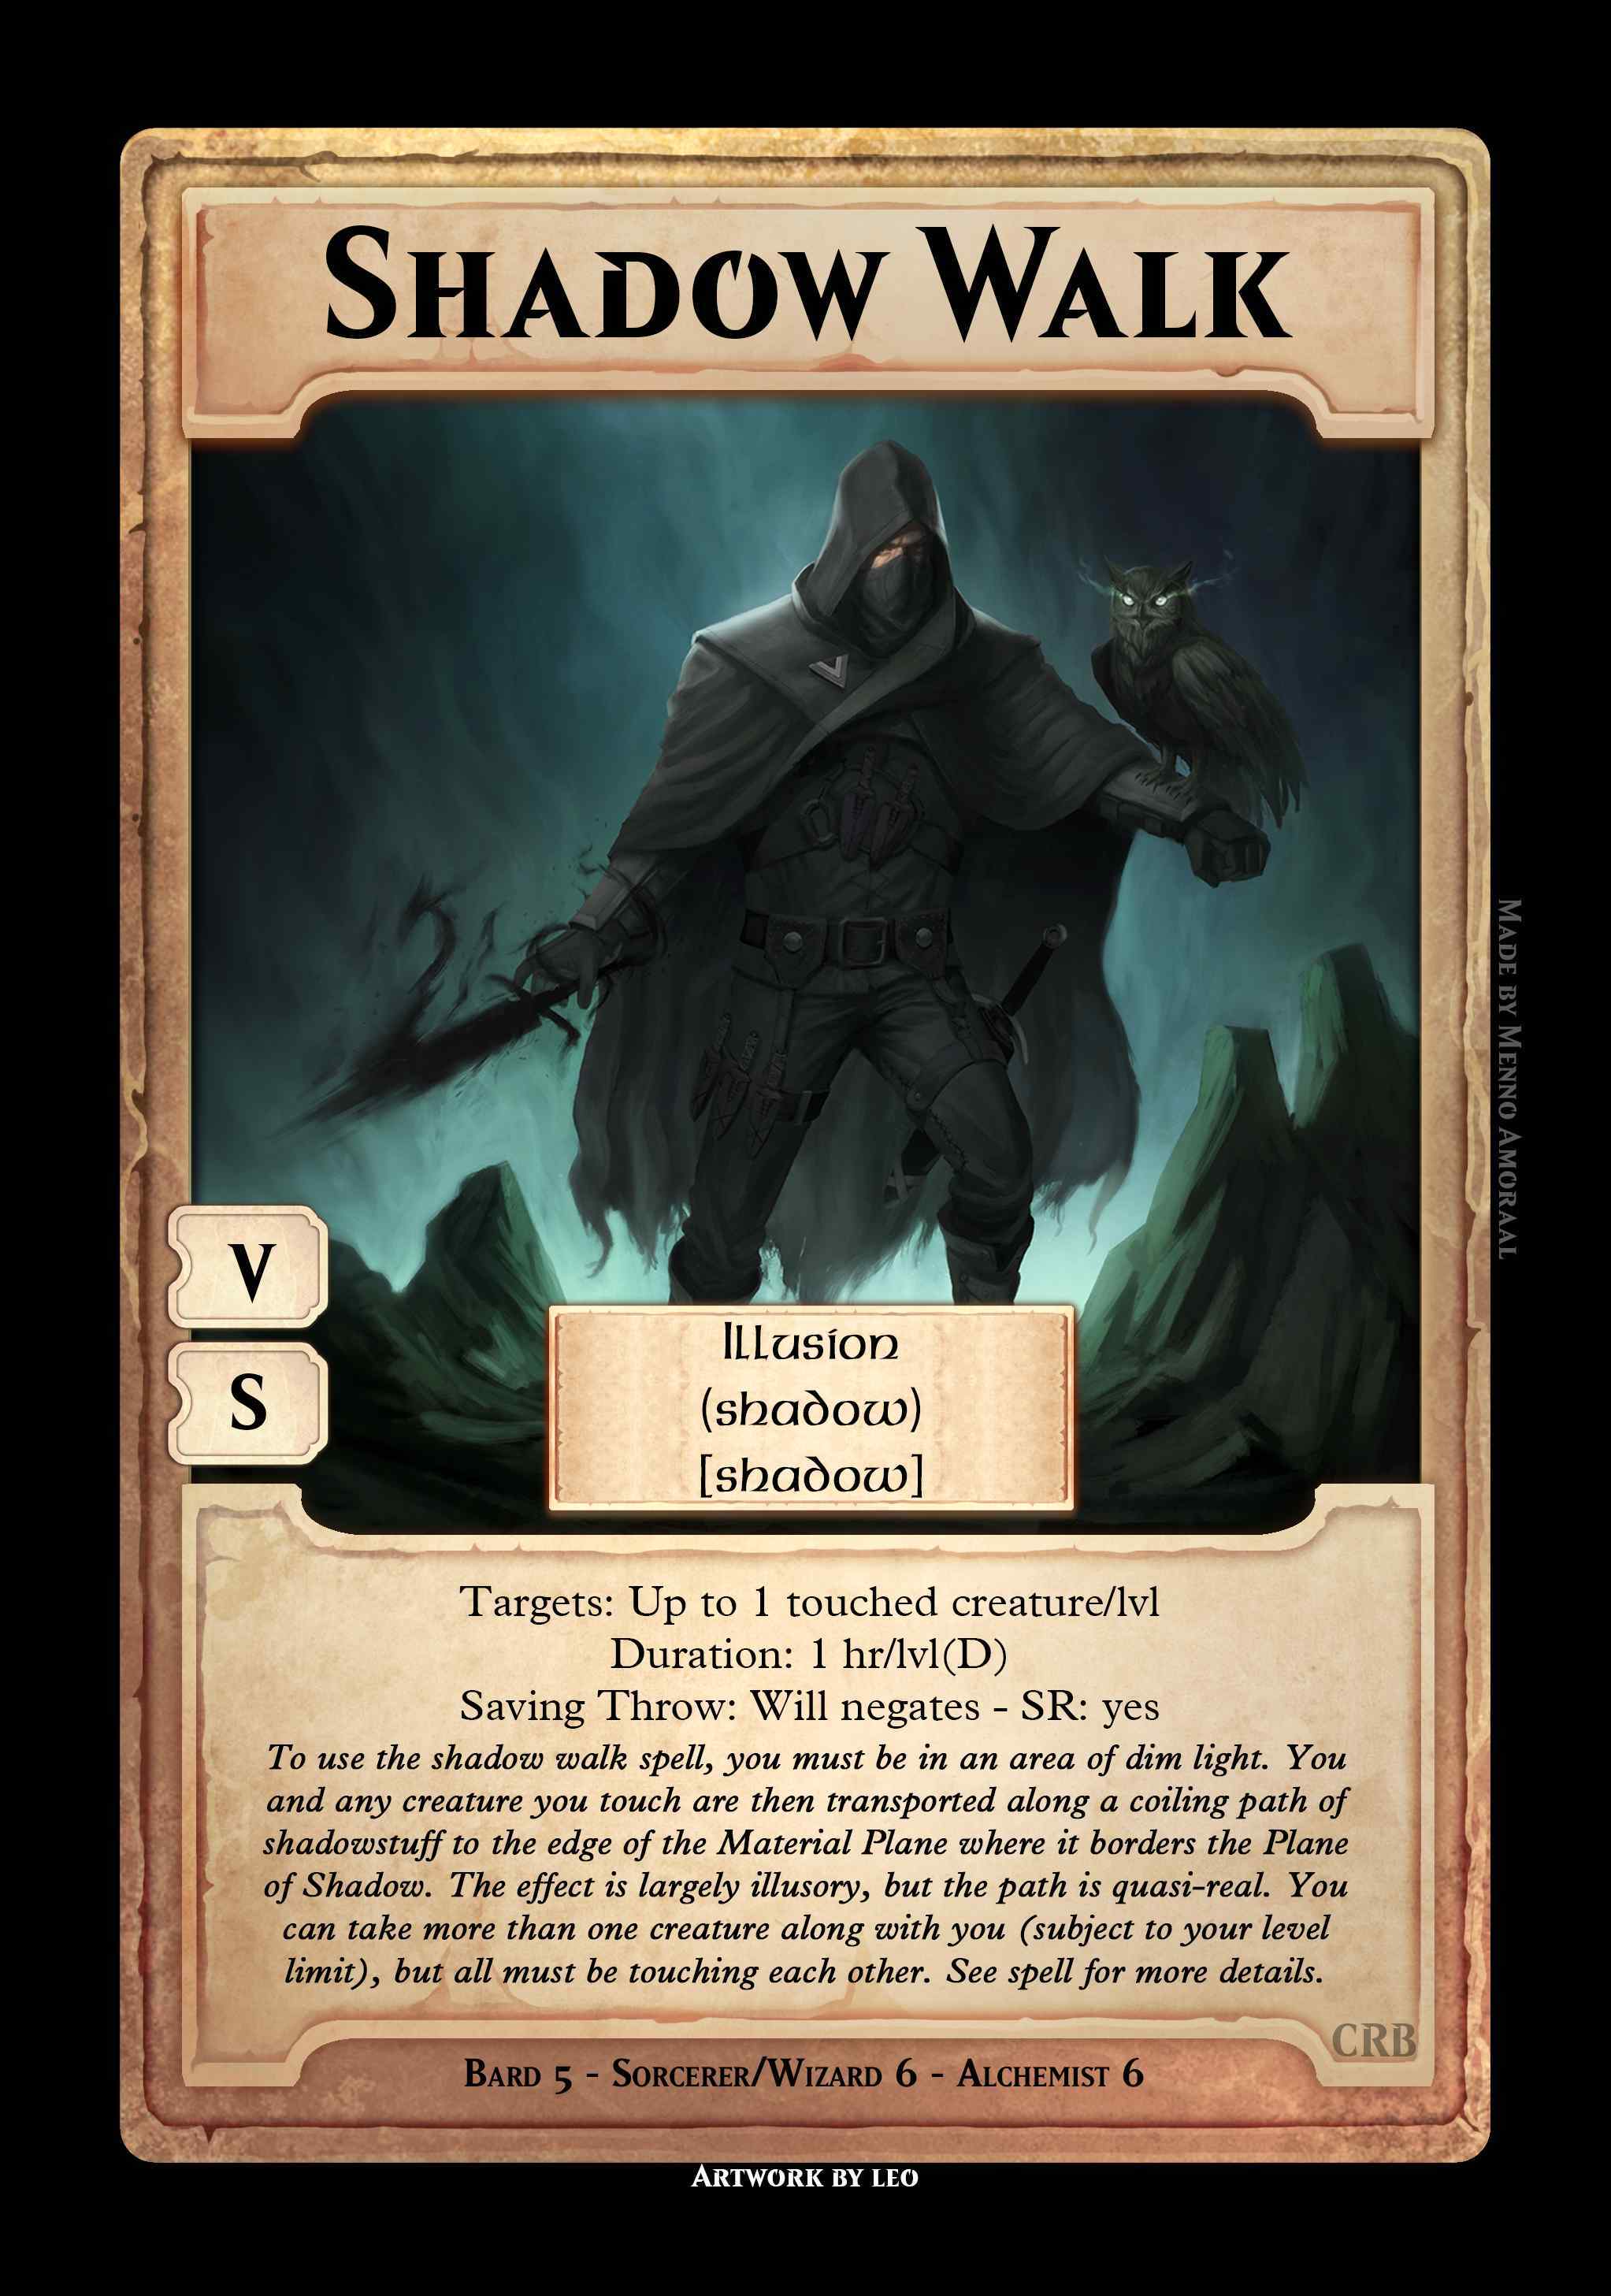 Shadow Walk
V
S
Illusion
(shadow)
[shadow]
Targets: Up to 1 touched creature/lvl
Duration: 1 hr/lvl(D)
Saving Throw: Will negates - SR: yes
To use the shadow walk spell, you must be in an area of dim light. You
and any creature you touch are then transported along a coiling path of
shadowstuff to the edge of the Material Plane where it borders the Plane
of Shadow. The effect is largely illusory, but the path is quasi-real. You
can take more than one creature along with you (subject to your level
limit), but all must be touching each other. See spell for more details.
CRB
Bard 5 - Sorcerer/Wizard 6 - Alchemist 6
Artwork by leo
Made by Menno Amoraal